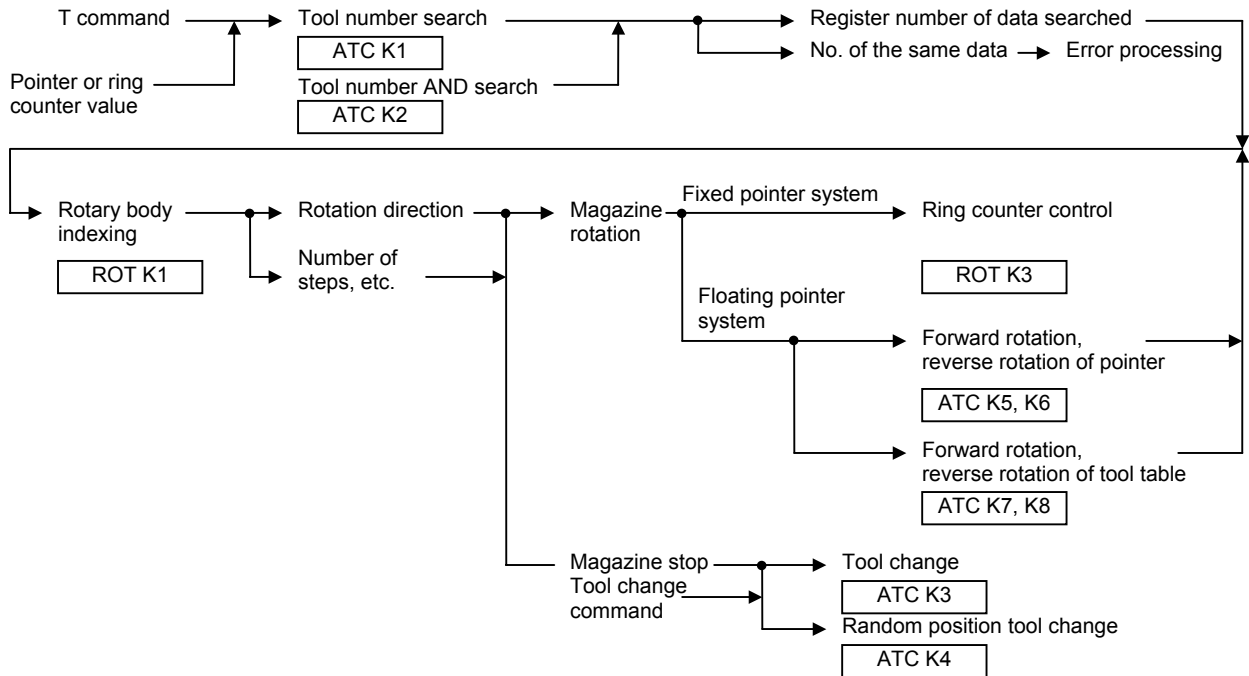 T command
Tool number search
Register number of data searched
ATC K1
No. of the same data
Error processing
Pointer or ring
counter value
Tool number AND search
ATC K2
Fixed pointer system
Rotary body
indexing
Rotation direction
Magazine
rotation
Ring counter control
Number of
steps, etc.
ROT K1
ROT K3
Floating pointer
system
Forward rotation,
reverse rotation of pointer
ATC K5, K6
Forward rotation,
reverse rotation of tool table
ATC K7, K8
Magazine stop
Tool change
command
Tool change
ATC K3
Random position tool change
ATC K4